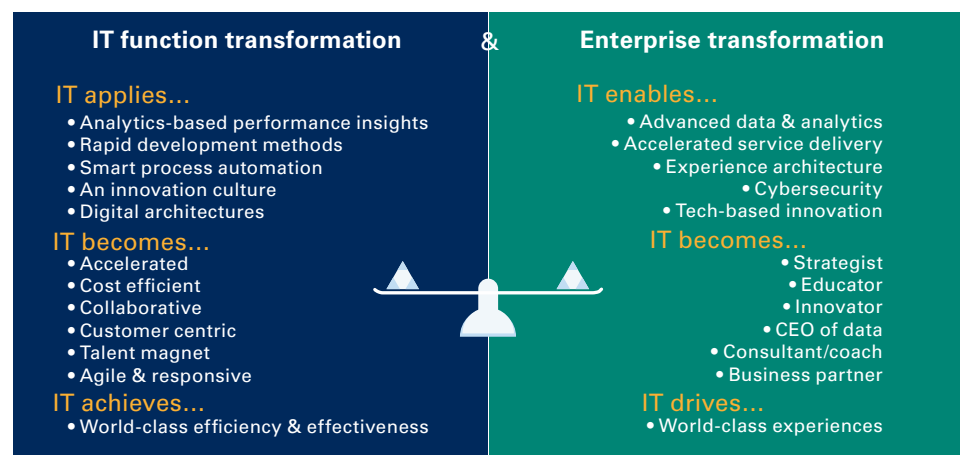 IT function transformation & Enterprise transformation
IT applies...
• Analytics-based performance insights
• Rapid development methods
• Smart process automation
• An innovation culture
• Digital architectures
IT becomes...
• Accelerated
• Cost efficient
• Collaborative
• Customer centric
• Talent magnet
• Agile & responsive
IT achieves...
• World-class efficiency & effectiveness
IT enables...
• Advanced data & analytics
• Accelerated service delivery
• Experience architecture
• Cybersecurity
• Tech-based innovation
IT becomes...
• Strategist
• Educator
• Innovator
• CEO of data
• Consultant/coach
• Business partner
IT drives...
• World-class experiences